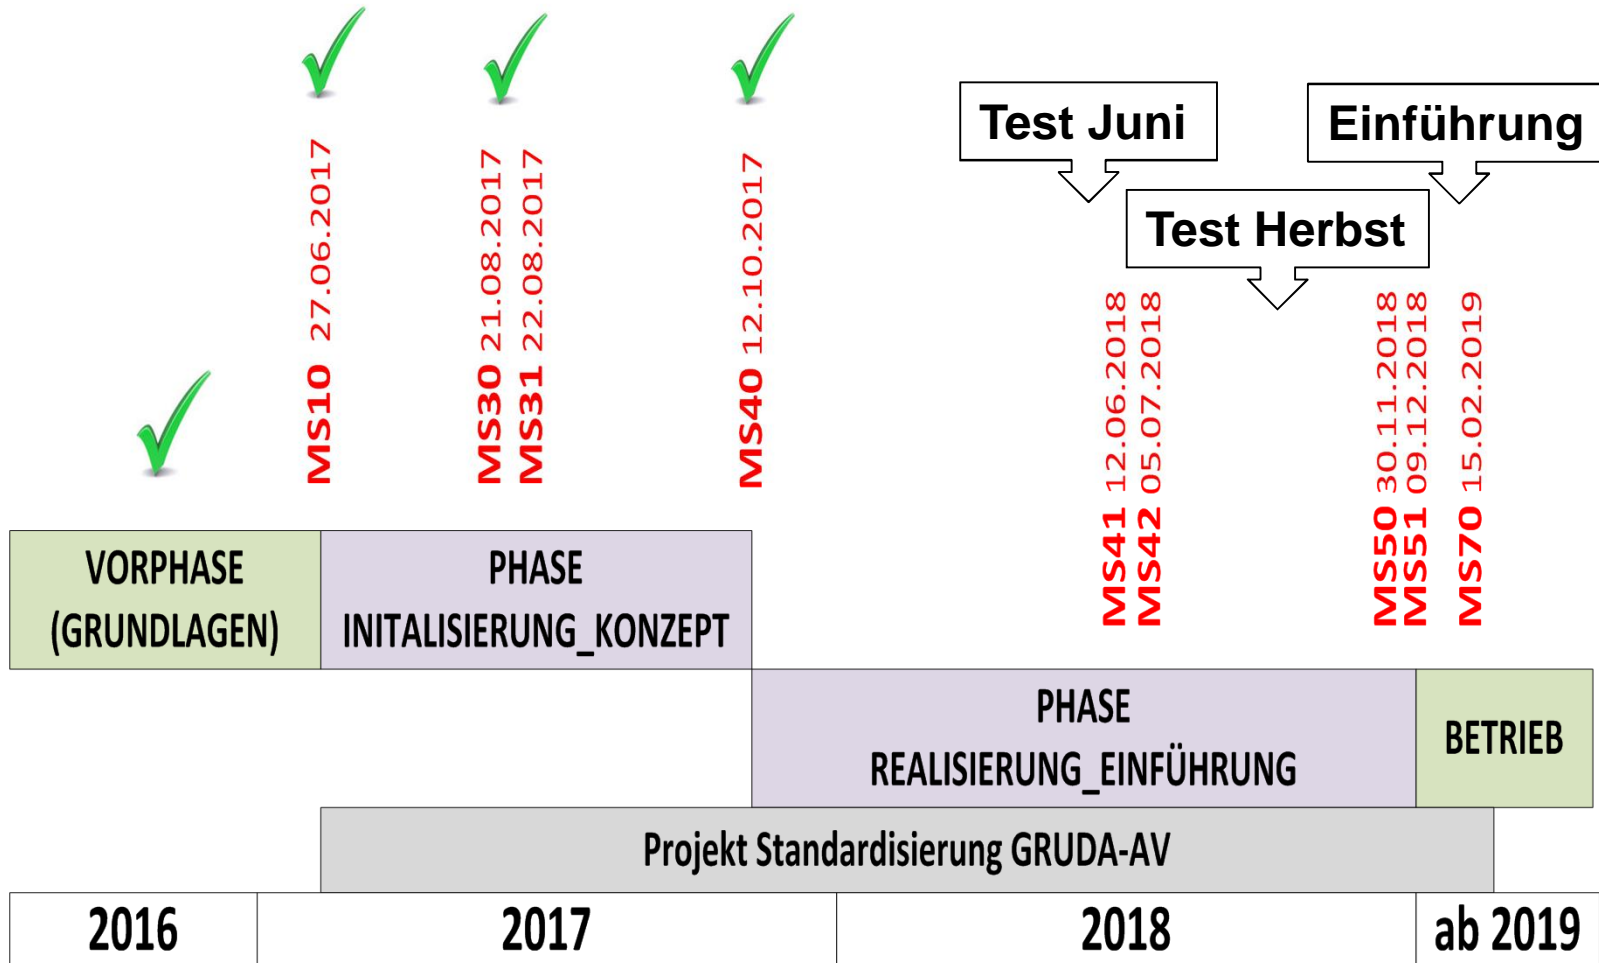 Test Juni
Einführung
Test Herbst
MS10 27.06.2017
MS30 21.08.2017
MS31 22.08.2017
MS40 12.10.2017
MS41 12.06.2018
MS42 05.07.2018
MS50 30.11.2018
MS51 09.12.2018
MS70 15.02.2019
VORPHASE
(GRUNDLAGEN)
PHASE
INITALISIERUNG_KONZEPT
PHASE
REALISIERUNG_EINFÜHRUNG
BETRIEB
Projekt Standardisierung GRUDA-AV
2016
2017
2018
ab 2019